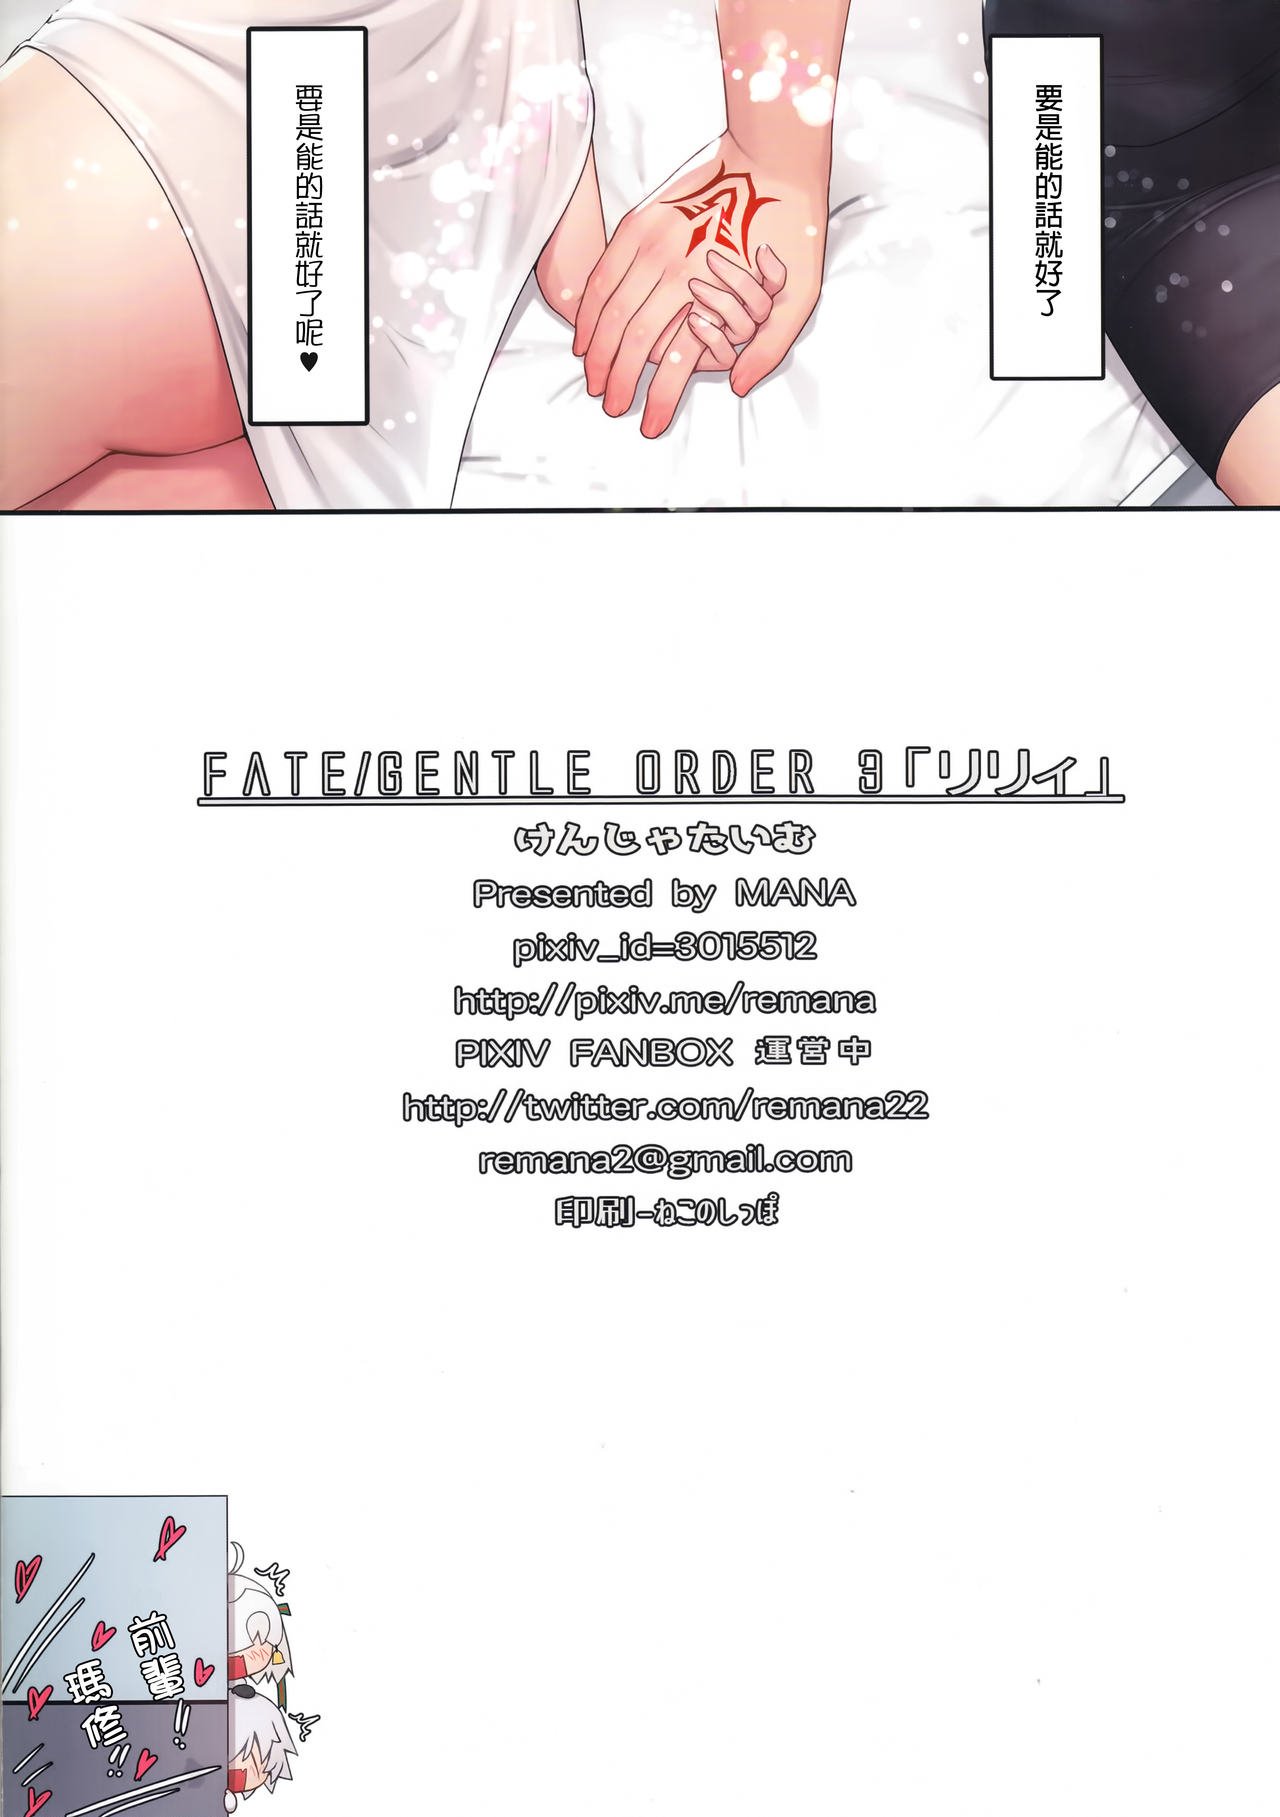 要是能的話就好了
要是能的話就好了呢♥
FATE/GENTLE ORDER 3「リリィ」
けんじゃたいむ
Presented by MANA
pixiv_id=3015512
http://pixiv.me/remana
PIXIV FANBOX 運営中
http://twitter.com/remana22
remana2@gmail.com
印刷-ねこのしっぽ
前輩!!
瑪修!!